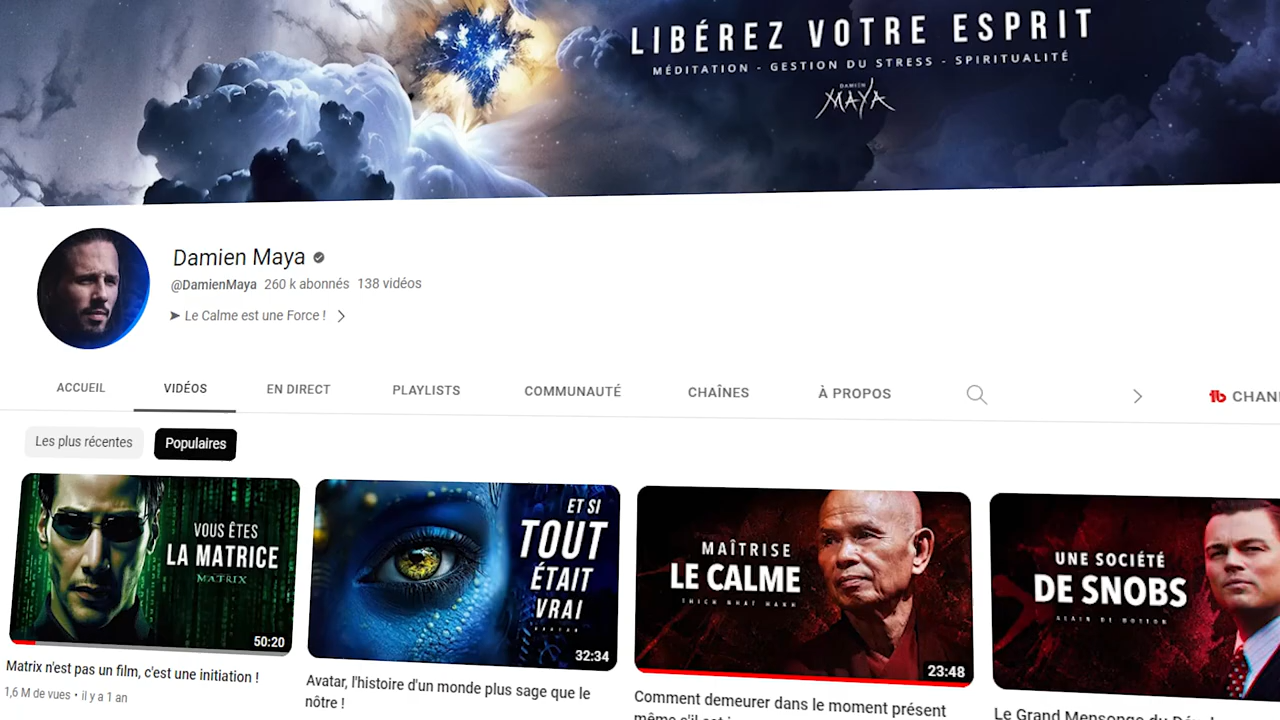 LIBÉREZ VOTRE ESPRIT
MÉDITATION - GESTION DU STRESS - SPIRITUALITÉ
DAMIEN
MAYA
Damien Maya
@DamienMaya 260 k abonnés 138 vidéos
➤ Le Calme est une Force !
ACCUEIL VIDÉOS EN DIRECT PLAYLISTS COMMUNAUTÉ CHAÎNES À PROPOS
CHAN
Les plus récentes Populaires
VOUS ÊTES
LA MATRICE
MATRIX
50:20
ET SI
TOUT
ÉTAIT
VRAI
AVATAR
32:34
MAÎTRISE
LE CALME
THICH NHAT HANH
23:48
UNE SOCIÉTÉ
DE SNOBS
ALAIN DE BOTTON
Matrix n'est pas un film, c'est une initiation !
1,6 M de vues • il y a 1 an
Avatar, l'histoire d'un monde plus sage que le
nôtre !
Comment demeurer dans le moment présent
même s'il est
Le Grand Mensonge du